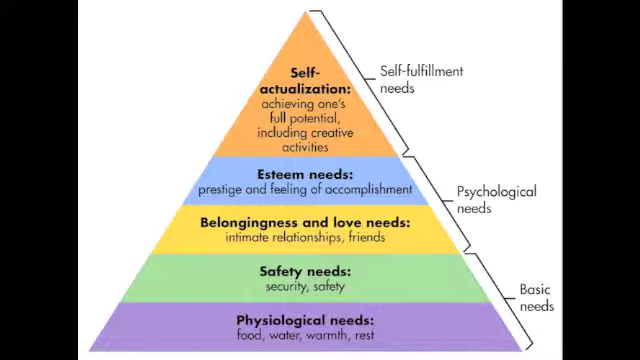 Self-
actualization:
achieving one's
full potential,
including creative
activities
Self-fulfillment
needs
Esteem needs:
prestige and feeling of accomplishment
Psychological
needs
Belongingness and love needs:
intimate relationships, friends
Safety needs:
security, safety
Basic
needs
Physiological needs:
food, water, warmth, rest